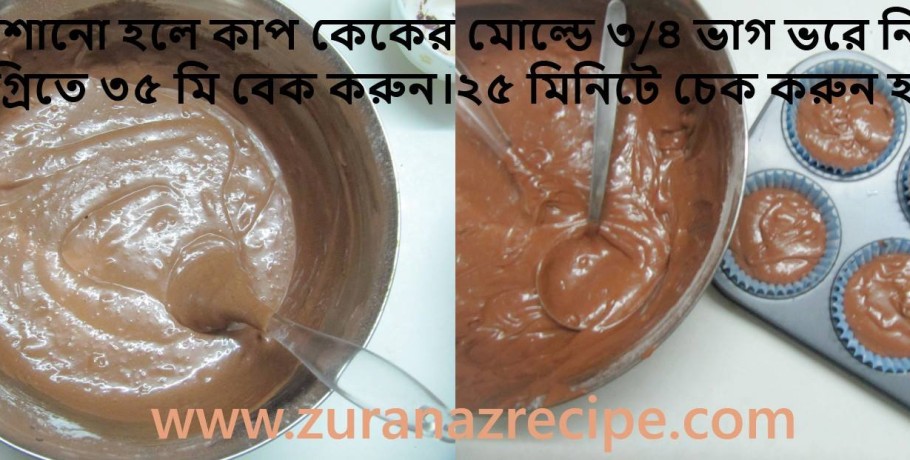 শানো হলে কাপ কেকের মোল্ডে ৩/৪ ভাগ ভরে নি
গ্রিতে ৩৫ মি বেক করুন।২৫ মিনিটে চেক করুন হ
www.zuranazrecipe.com